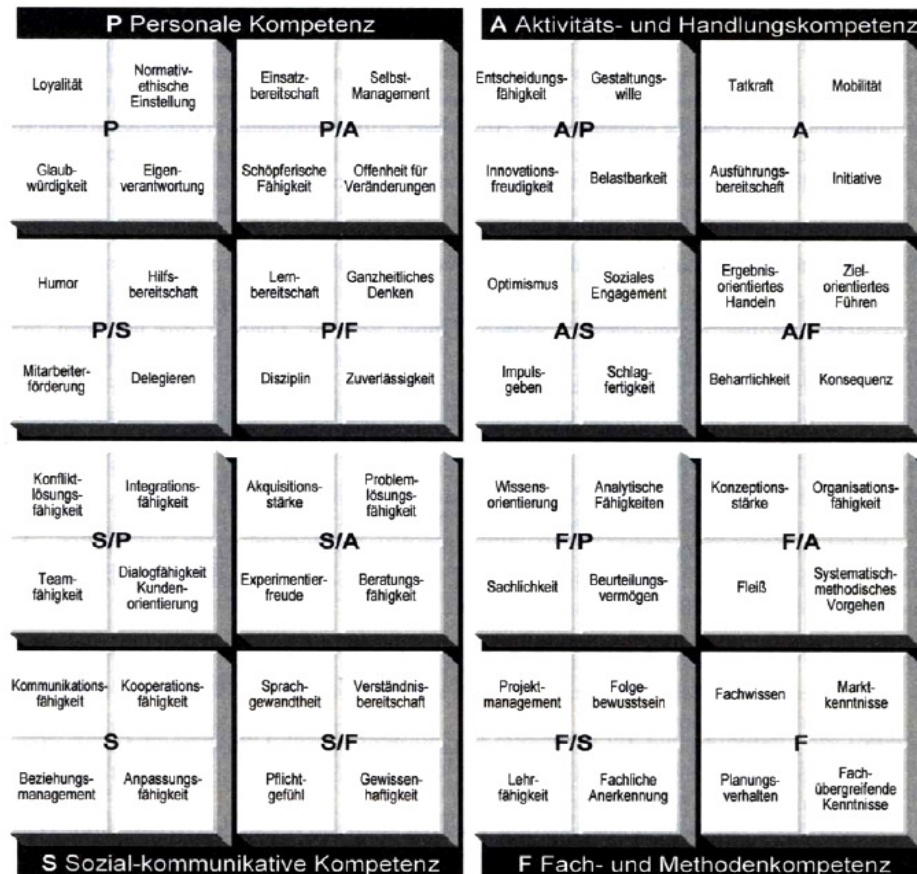 P Personale Kompetenz
A Aktivitäts- und Handlungskompetenz
Loyalität
Normativ-
ethische
Einstellung
P
Glaub-
würdigkeit
Eigen-
verantwortung
Einsatz-
bereitschaft
Selbst-
Management
P/A
Schöpferische
Fähigkeit
Offenheit für
Veränderungen
Entscheidungs-
fähigkeit
Gestaltungs-
wille
A/P
Innovations-
freudigkeit
Belastbarkeit
Tatkraft
Mobilität
A
Ausführungs-
bereitschaft
Initiative
Humor
Hilfs-
bereitschaft
P/S
Mitarbeiter-
förderung
Delegieren
Lern-
bereitschaft
Ganzheitliches
Denken
P/F
Disziplin
Zuverlässigkeit
Optimismus
Soziales
Engagement
A/S
Impuls-
geben
Schlag-
fertigkeit
Ergebnis-
orientiertes
Handeln
Ziel-
orientiertes
Führen
A/F
Beharrlichkeit
Konsequenz
Konflikt-
lösungs-
fähigkeit
Integrations-
fähigkeit
S/P
Team-
fähigkeit
Dialogfähigkeit
Kunden-
orientierung
Akquisitions-
stärke
Problem-
lösungs-
fähigkeit
S/A
Experimentier-
freude
Beratungs-
fähigkeit
Wissens-
orientierung
Analytische
Fähigkeiten
F/P
Sachlichkeit
Beurteilungs-
vermögen
Konzeptions-
stärke
Organisations-
fähigkeit
F/A
Fleiß
Systematisch-
methodisches
Vorgehen
Kommunikations-
fähigkeit
Kooperations-
fähigkeit
S
Beziehungs-
management
Anpassungs-
fähigkeit
Sprach-
gewandtheit
Verständnis-
bereitschaft
S/F
Pflicht-
gefühl
Gewissen-
haftigkeit
Projekt-
management
Folge-
bewusstsein
F/S
Lehr-
fähigkeit
Fachliche
Anerkennung
Fachwissen
Markt-
kenntnisse
F
Planungs-
verhalten
Fach-
übergreifende
Kenntnisse
S Sozial-kommunikative Kompetenz
F Fach- und Methodenkompetenz